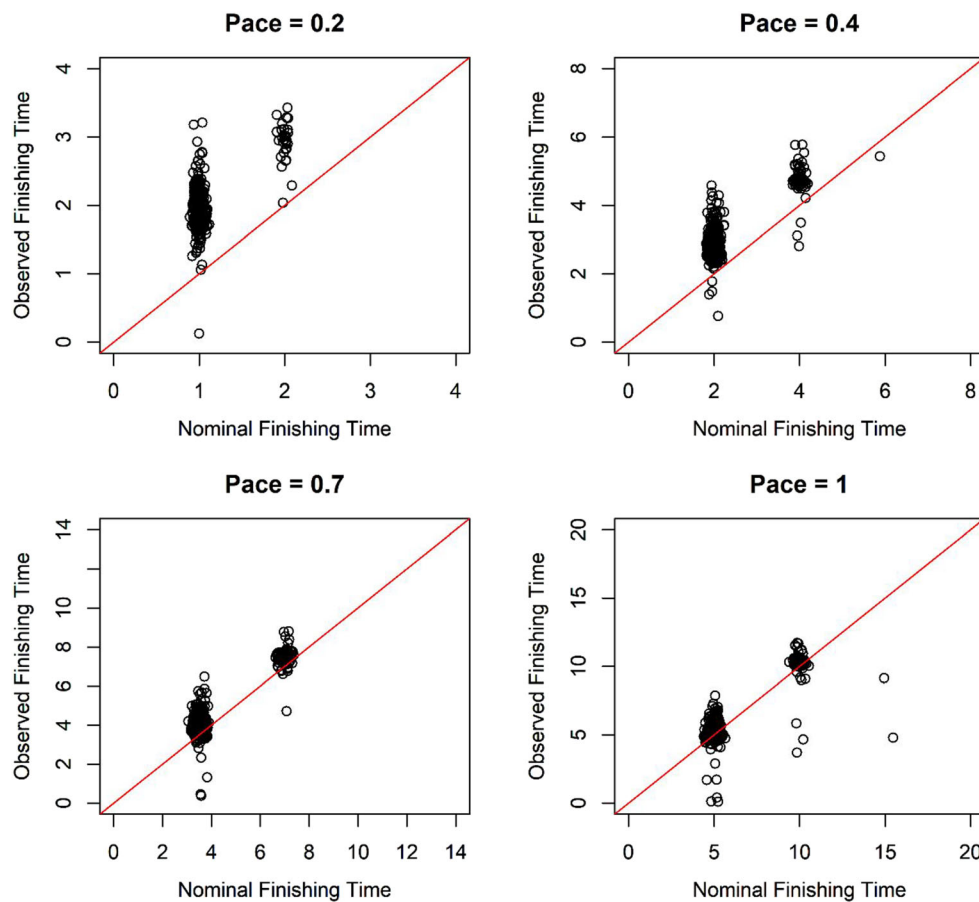 Pace = 0.2
Pace = 0.4
Observed Finishing Time
4
3
2
1
0
0 1 2 3 4
Nominal Finishing Time
Observed Finishing Time
8
6
4
2
0
0 2 4 6 8
Nominal Finishing Time
Pace = 0.7
Pace = 1
Observed Finishing Time
14
10
8
6
4
2
0
0 2 4 6 8 10 12 14
Nominal Finishing Time
Observed Finishing Time
20
15
10
5
0
0 5 10 15 20
Nominal Finishing Time